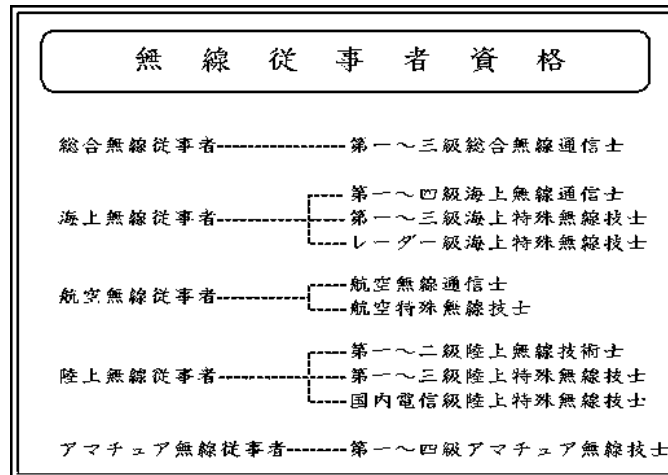 無線従事者資格
総合無線従事者 第一～三級総合無線通信士
海上無線従事者 第一～四級海上無線通信士
第一～三級海上特殊無線技士
レーダー級海上特殊無線技士
航空無線従事者 航空無線通信士
航空特殊無線技士
陸上無線従事者 第一～二級陸上無線技術士
第一～三級陸上特殊無線技士
国内電信級陸上特殊無線技士
アマチュア無線従事者 第一～四級アマチュア無線技士